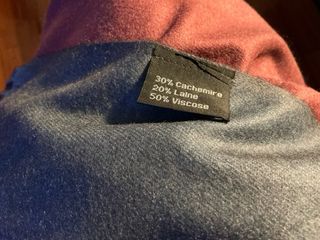 30% Cachemire
20% Laine
50% Viscose